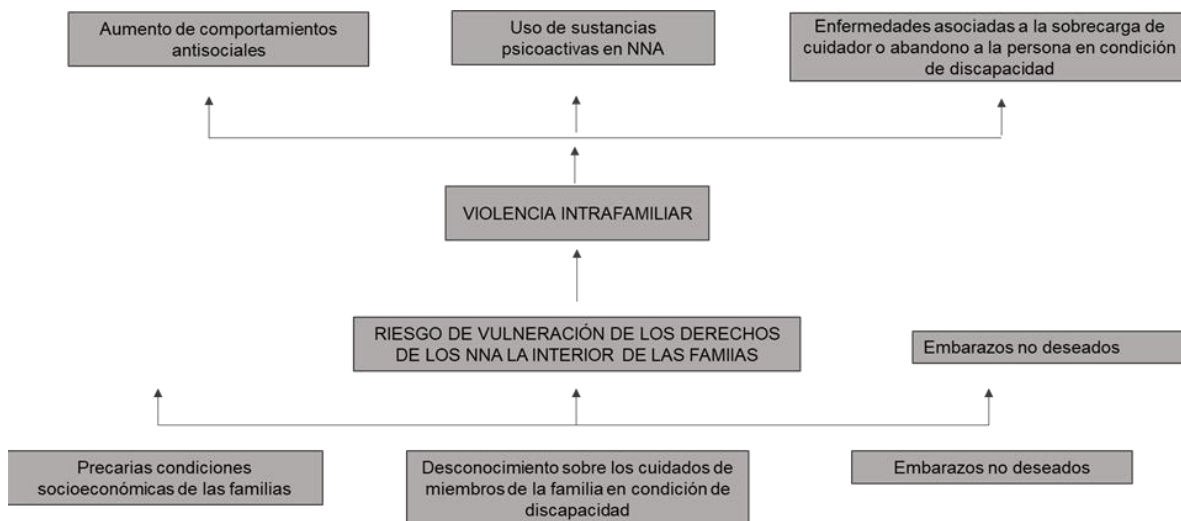 Aumento de comportamientos
antisociales
Uso de sustancias
psicoactivas en NNA
Enfermedades asociadas a la sobrecarga de
cuidador o abandono a la persona en condición
de discapacidad
VIOLENCIA INTRAFAMILIAR
RIESGO DE VULNERACIÓN DE LOS DERECHOS
DE LOS NNA LA INTERIOR DE LAS FAMIIAS
Embarazos no deseados
Precarias condiciones
socioeconómicas de las familias
Desconocimiento sobre los cuidados de
miembros de la familia en condición de
discapacidad
Embarazos no deseados